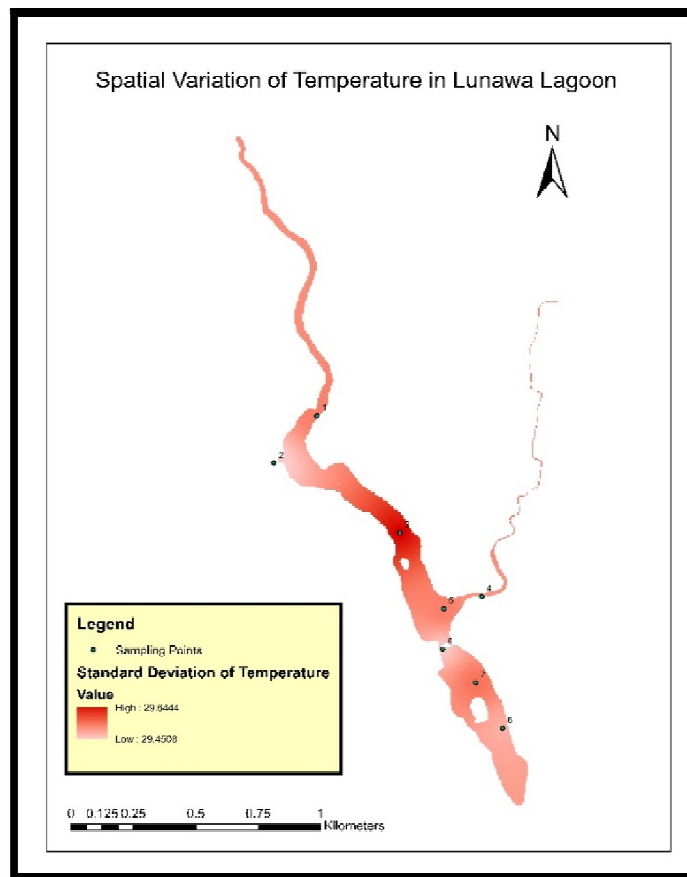 Spatial Variation of Temperature in Lunawa Lagoon
N
1
2
3
4
5
6
7
8
Legend
Sampling Points
Standard Deviation of Temperature
Value
High : 29.6444
Low : 29.4508
0 0.125 0.25 0.5 0.75 1
Kilometers